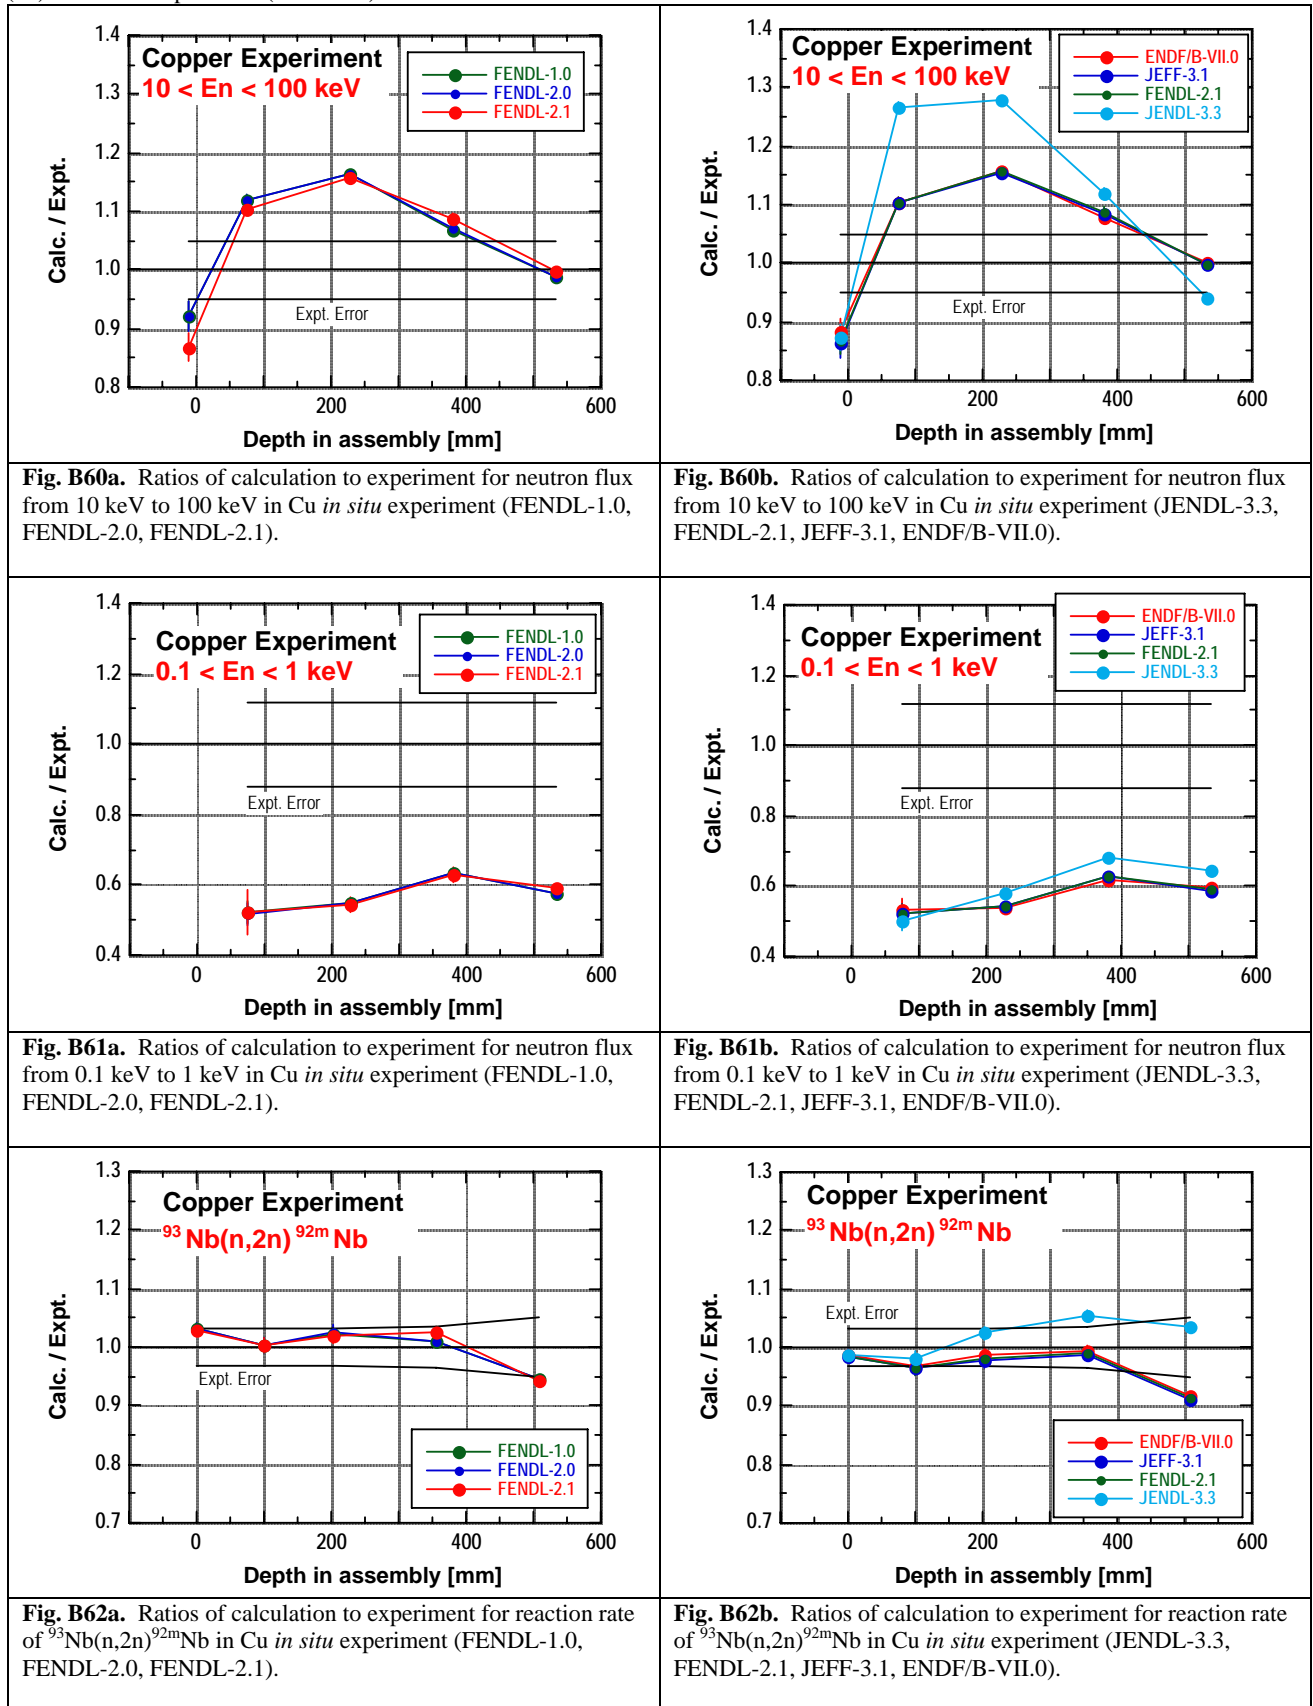 Copper Experiment
10 < En < 100 keV
FENDL-1.0
FENDL-2.0
FENDL-2.1
1.4
1.3
1.2
1.1
1.0
0.9
0.8
Calc. / Expt.
Expt. Error
0 200 400 600
Depth in assembly [mm]
Copper Experiment
10 < En < 100 keV
ENDF/B-VII.0
JEFF-3.1
FENDL-2.1
JENDL-3.3
1.4
1.3
1.2
1.1
1.0
0.9
0.8
Calc. / Expt.
Expt. Error
0 200 400 600
Depth in assembly [mm]
Fig. B60a. Ratios of calculation to experiment for neutron flux
from 10 keV to 100 keV in Cu in situ experiment (FENDL-1.0,
FENDL-2.0, FENDL-2.1).
Fig. B60b. Ratios of calculation to experiment for neutron flux
from 10 keV to 100 keV in Cu in situ experiment (JENDL-3.3,
FENDL-2.1, JEFF-3.1, ENDF/B-VII.0).
Copper Experiment
0.1 < En < 1 keV
FENDL-1.0
FENDL-2.0
FENDL-2.1
1.4
1.2
1.0
0.8
0.6
0.4
Calc. / Expt.
Expt. Error
0 200 400 600
Depth in assembly [mm]
Copper Experiment
0.1 < En < 1 keV
ENDF/B-VII.0
JEFF-3.1
FENDL-2.1
JENDL-3.3
1.4
1.2
1.0
0.8
0.6
0.4
Calc. / Expt.
Expt. Error
0 200 400 600
Depth in assembly [mm]
Fig. B61a. Ratios of calculation to experiment for neutron flux
from 0.1 keV to 1 keV in Cu in situ experiment (FENDL-1.0,
FENDL-2.0, FENDL-2.1).
Fig. B61b. Ratios of calculation to experiment for neutron flux
from 0.1 keV to 1 keV in Cu in situ experiment (JENDL-3.3,
FENDL-2.1, JEFF-3.1, ENDF/B-VII.0).
Copper Experiment
⁹³Nb(n,2n)⁹²ᵐNb
1.3
1.2
1.1
1.0
0.9
0.8
0.7
Calc. / Expt.
Expt. Error
FENDL-1.0
FENDL-2.0
FENDL-2.1
0 200 400 600
Depth in assembly [mm]
Copper Experiment
⁹³Nb(n,2n)⁹²ᵐNb
1.3
1.2
1.1
1.0
0.9
0.8
0.7
Calc. / Expt.
Expt. Error
ENDF/B-VII.0
JEFF-3.1
FENDL-2.1
JENDL-3.3
0 200 400 600
Depth in assembly [mm]
Fig. B62a. Ratios of calculation to experiment for reaction rate
of ⁹³Nb(n,2n)⁹²ᵐNb in Cu in situ experiment (FENDL-1.0,
FENDL-2.0, FENDL-2.1).
Fig. B62b. Ratios of calculation to experiment for reaction rate
of ⁹³Nb(n,2n)⁹²ᵐNb in Cu in situ experiment (JENDL-3.3,
FENDL-2.1, JEFF-3.1, ENDF/B-VII.0).